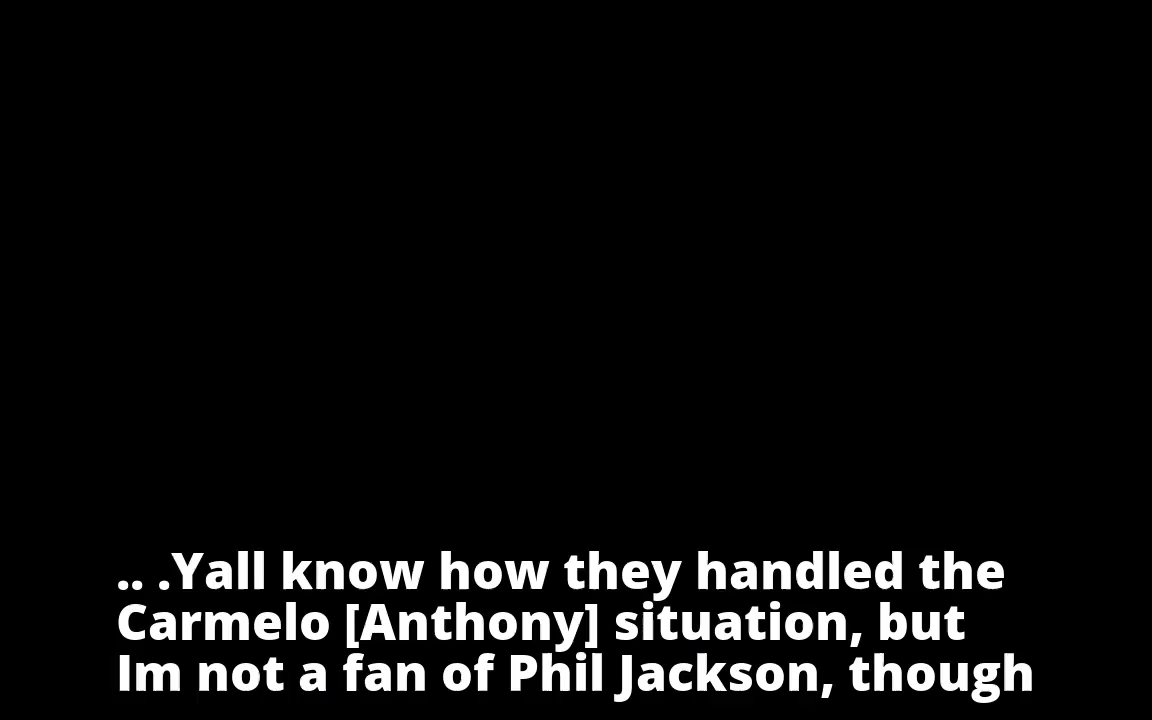 .. .Yall know how they handled the
Carmelo [Anthony] situation, but
Im not a fan of Phil Jackson, though